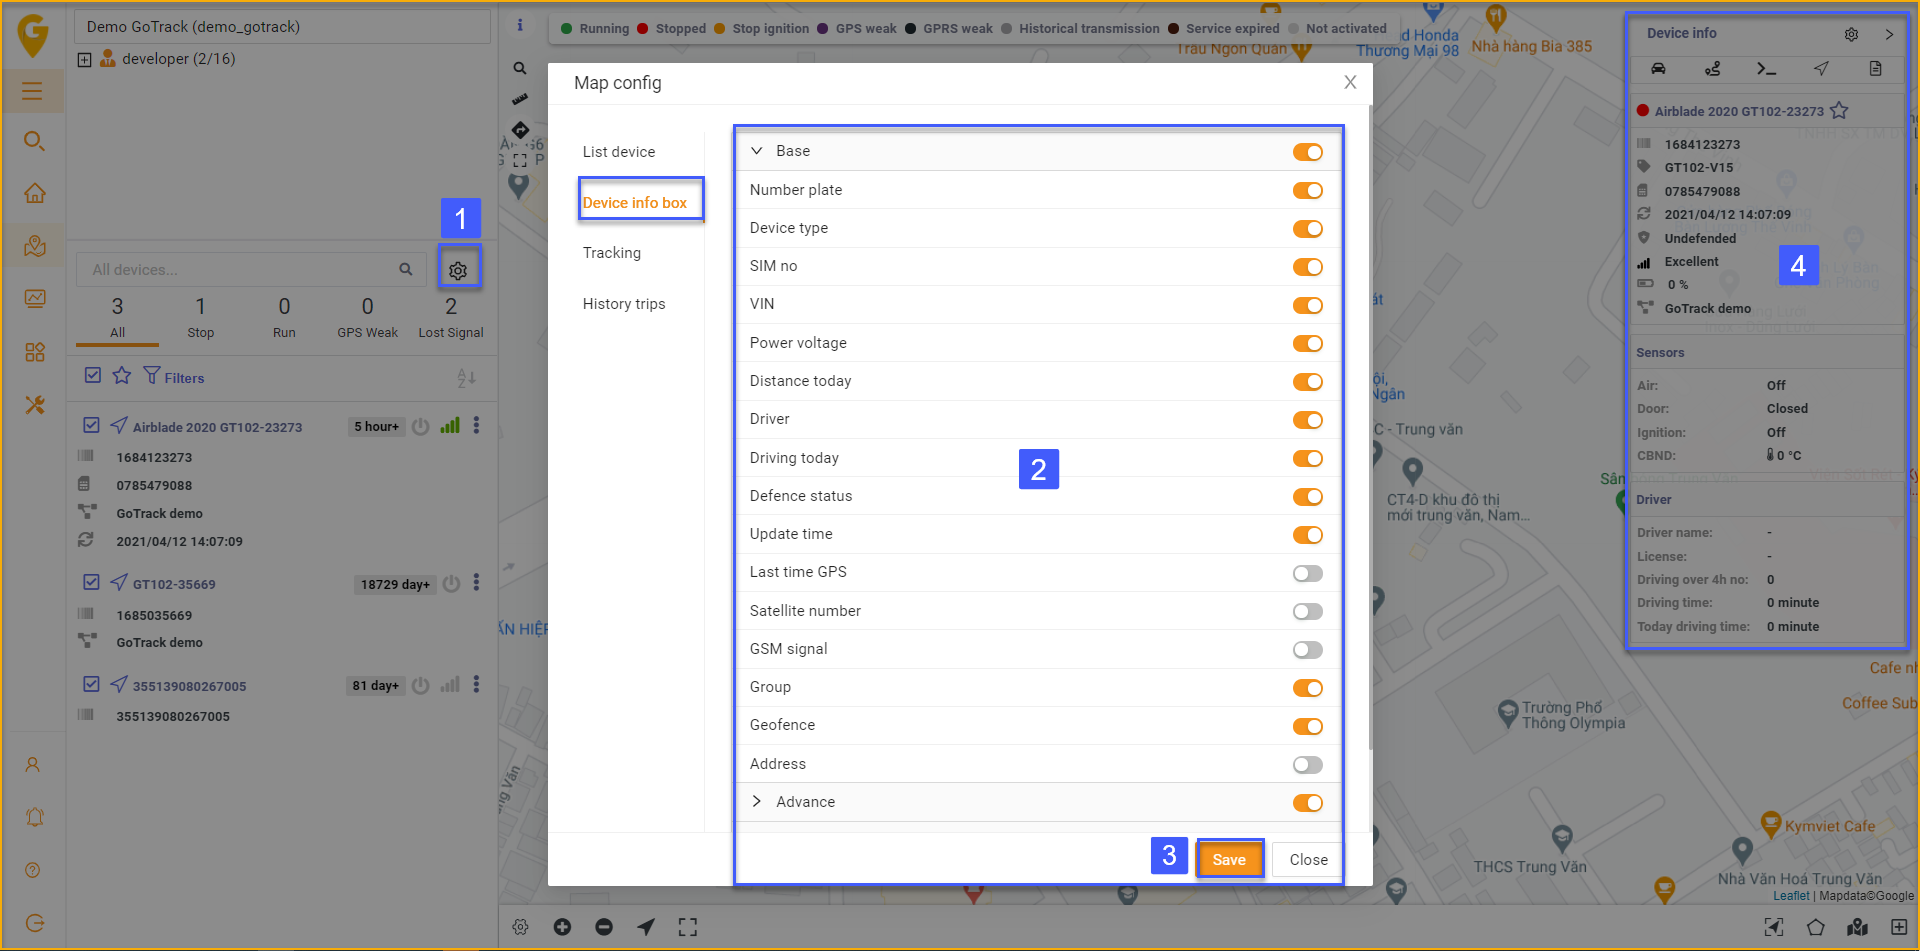 Demo GoTrack (demo_gotrack)
developer (2/16)
1
All devices...
3
1
0
0
2
All
Stop
Run
GPS Weak
Lost Signal
Filters
Airblade 2020 GT102-23273
5 hour+
1684123273
0785479088
GoTrack demo
2021/04/12 14:07:09
GT102-35669
18729 day+
1685035669
GoTrack demo
355139080267005
81 day+
355139080267005
Running
Stopped
Stop ignition
GPS weak
GPRS weak
Historical transmission
Service expired
Not activated
Map config
X
List device
Device info box
Tracking
History trips
Base
Number plate
Device type
SIM no
VIN
Power voltage
Distance today
Driver
Driving today
2
Defence status
Update time
Last time GPS
Satellite number
GSM signal
Group
Geofence
Address
Advance
3
Save
Close
Device info
Airblade 2020 GT102-23273
1684123273
GT102-V15
0785479088
2021/04/12 14:07:09
Undefended
Excellent
4
0 %
GoTrack demo
Sensors
Air: Off
Door: Closed
Ignition: Off
CBND: 0 °C
Driver
Driver name: -
License: -
Driving over 4h no: 0
Driving time: 0 minute
Today driving time: 0 minute
Honda
Thương Mại 98
Nhà hàng Bia 385
Trâu Ngon Quán
C - Trung văn
CT4-D khu đô thị
mới trung văn, Nam...
Trường Phổ
Thông Olympia
Coffee Sub
Kymviet Cafe
THCS Trung Văn
Nhà Văn Hoá Trung Văn
Leaflet | Mapdata©Google